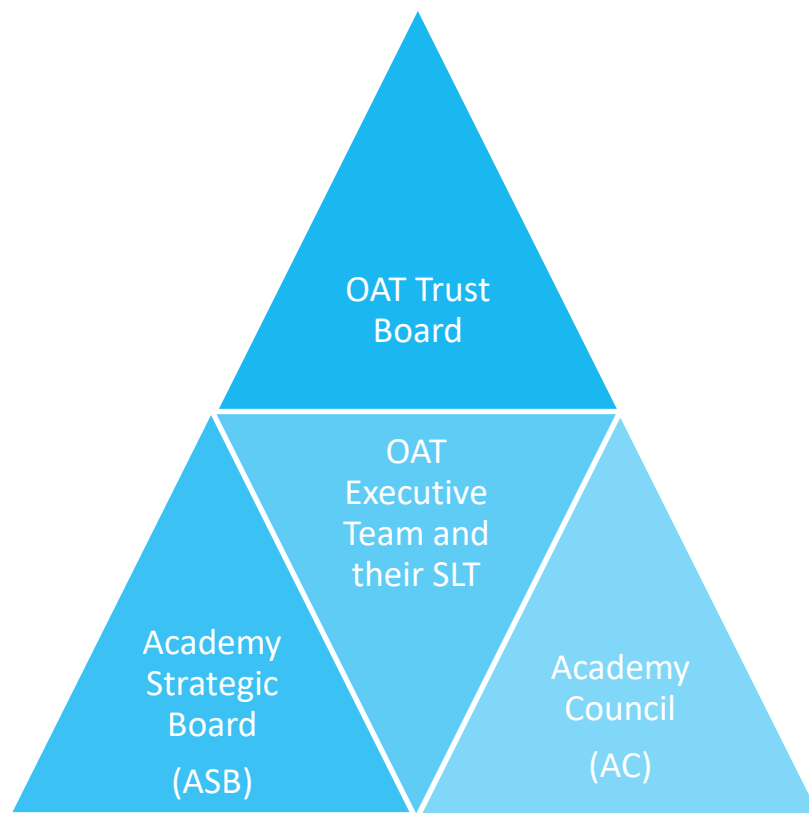 OAT Trust
Board
OAT
Executive
Team and
their SLT
Academy
Strategic
Board
(ASB)
Academy
Council
(AC)